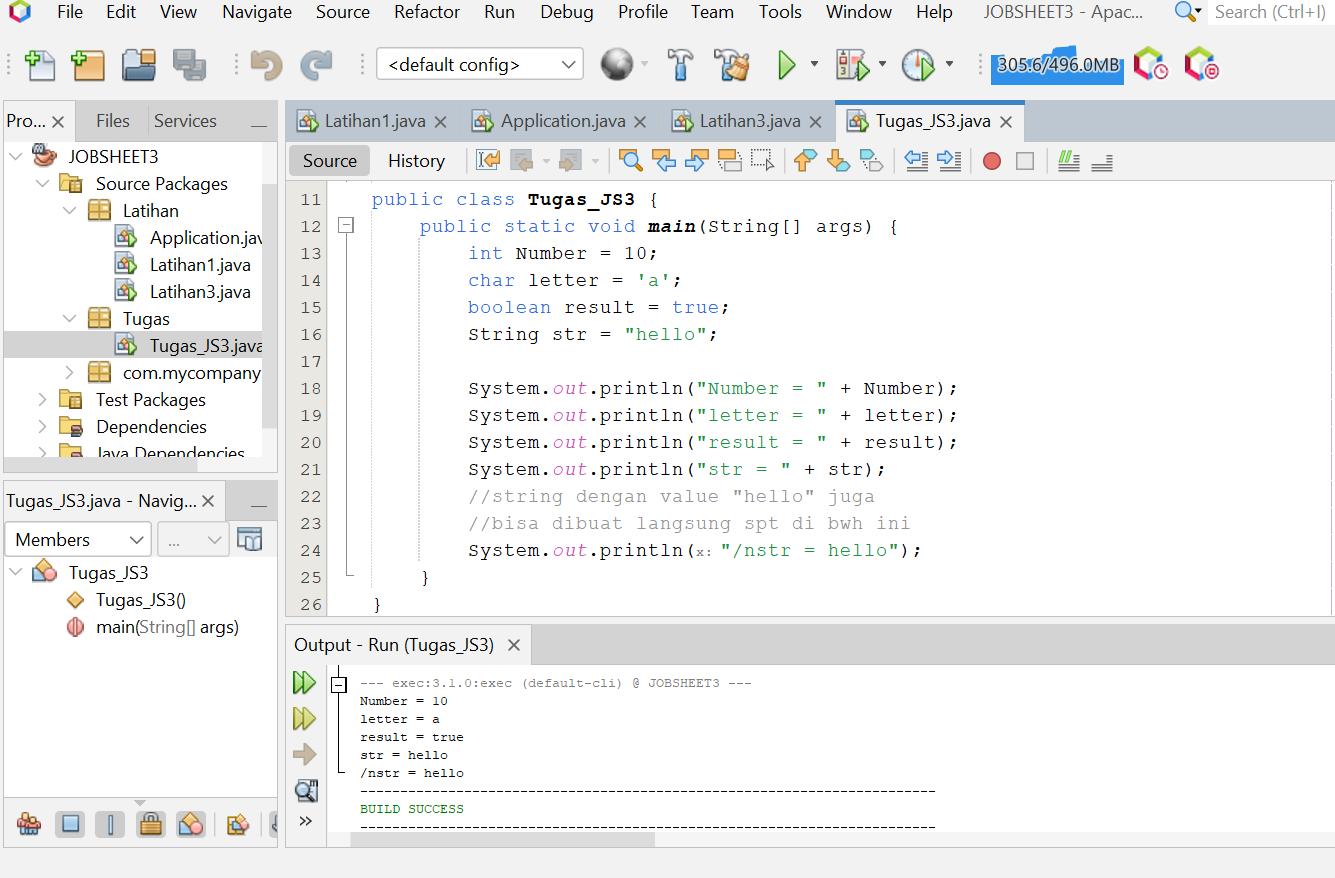 File Edit View Navigate Source Refactor Run Debug Profile Team Tools Window Help JOBSHEET3 - Apac... Search (Ctrl+I)
<default config> 305.6/496.0MB
Pro... Files Services
JOBSHEET3
Source Packages
Latihan
Application.jav
Latihan1.java
Latihan3.java
Tugas
Tugas_JS3.java
com.mycompany
Test Packages
Dependencies
Java Dependencies
Tugas_JS3.java - Navig...
Members ...
Tugas_JS3
Tugas_JS3()
main(String[] args)
Latihan1.java Application.java Latihan3.java Tugas_JS3.java
Source History
11 public class Tugas_JS3 {
12 public static void main(String[] args) {
13 int Number = 10;
14 char letter = 'a';
15 boolean result = true;
16 String str = "hello";
17
18 System.out.println("Number = " + Number);
19 System.out.println("letter = " + letter);
20 System.out.println("result = " + result);
21 System.out.println("str = " + str);
22 //string dengan value "hello" juga
23 //bisa dibuat langsung spt di bwh ini
24 System.out.println(x: "/nstr = hello");
25 }
26 }
Output - Run (Tugas_JS3)
--- exec:3.1.0:exec (default-cli) @ JOBSHEET3 ---
Number = 10
letter = a
result = true
str = hello
/nstr = hello
------------------------------------------------------------------------
BUILD SUCCESS
------------------------------------------------------------------------